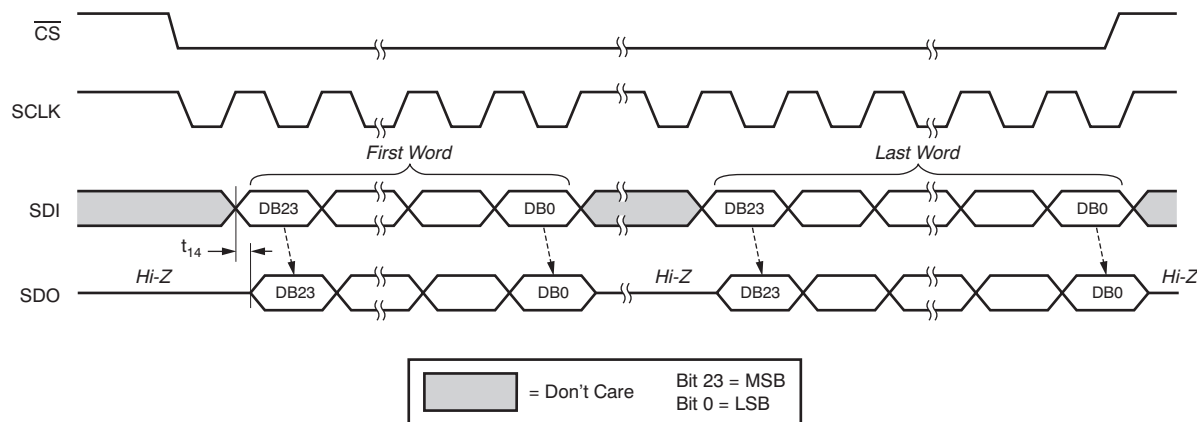 CS
SCLK
First Word
Last Word
SDI
DB23
DB0
DB23
DB0
t14
Hi-Z
Hi-Z
Hi-Z
SDO
DB23
DB0
DB23
DB0
= Don't Care
Bit 23 = MSB
Bit 0 = LSB